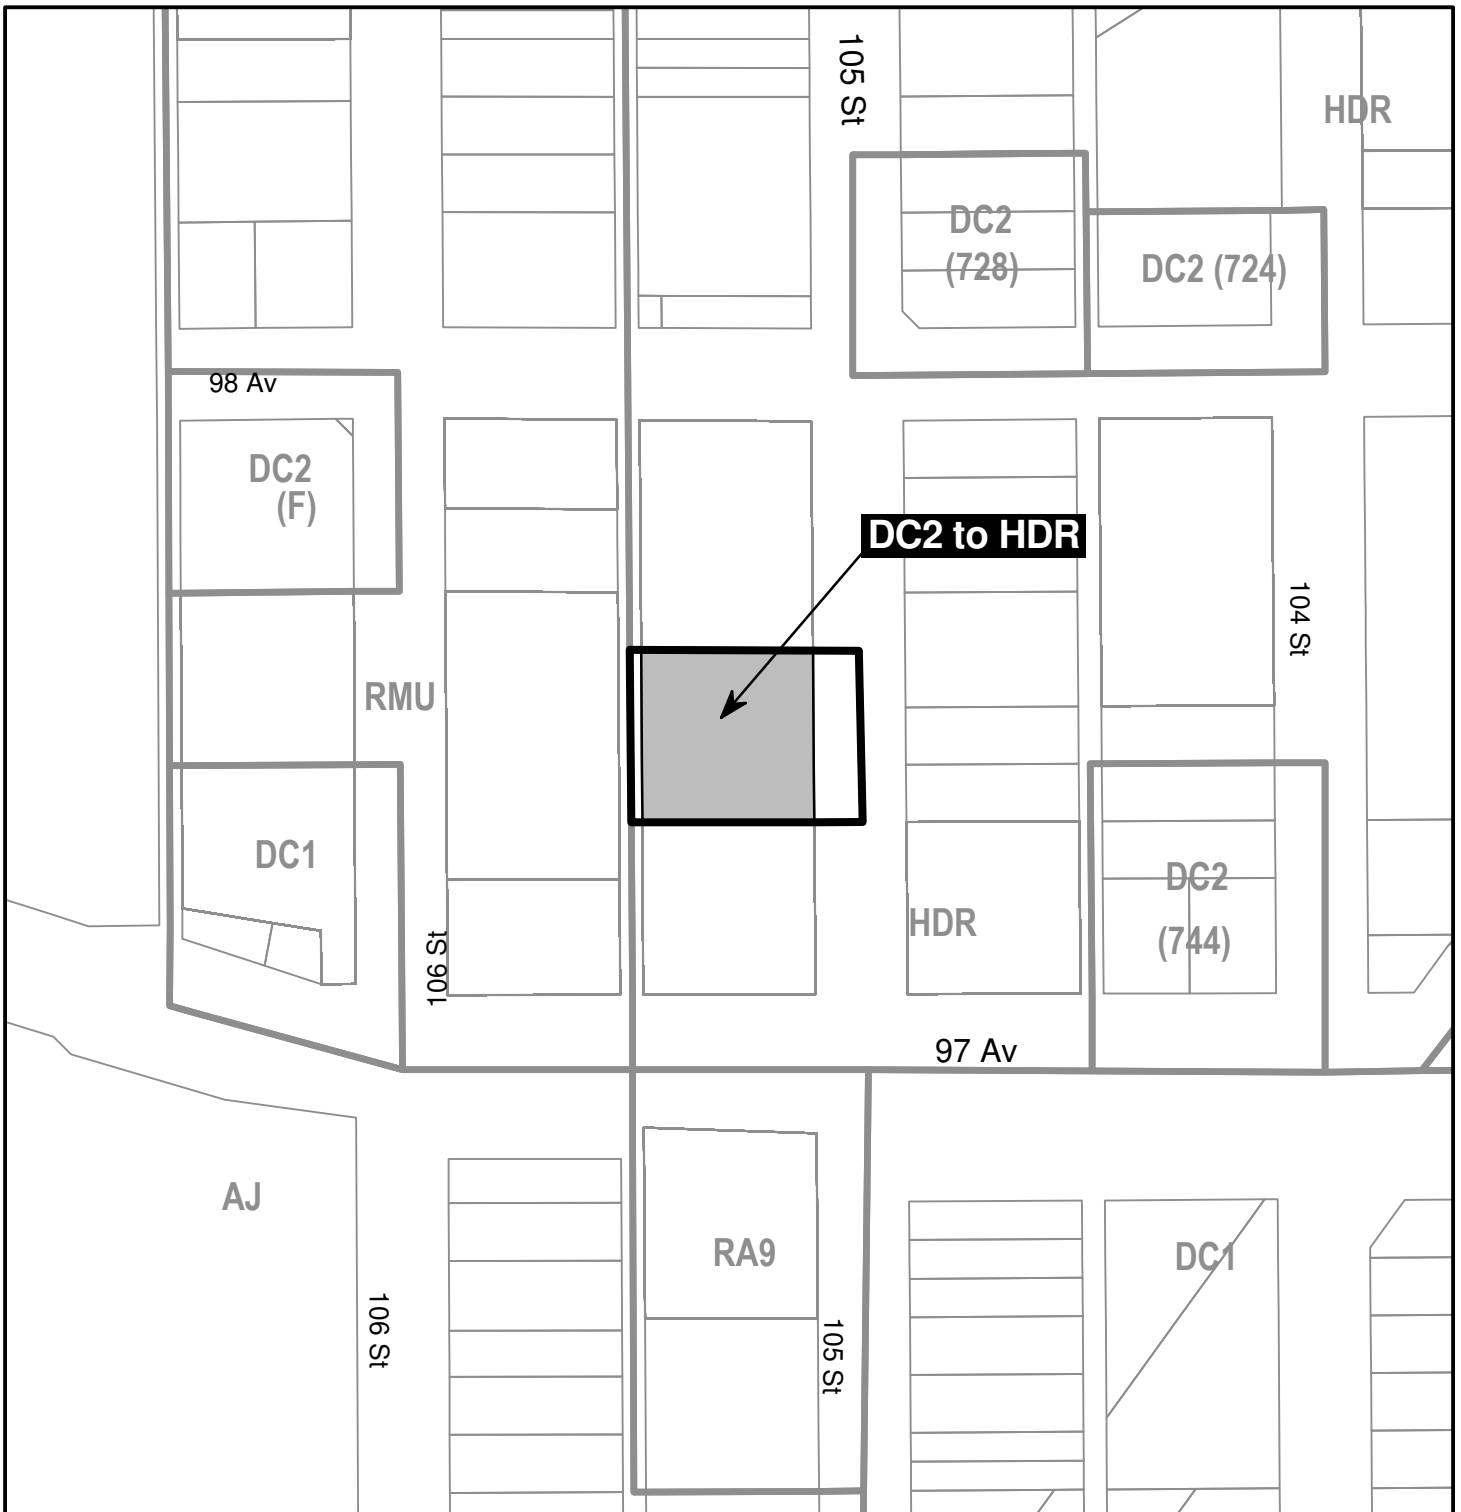 105 St
HDR
DC2
(728)
DC2 (724)
98 Av
DC2
(F)
DC2 to HDR
104 St
RMU
DC1
DC2
(744)
HDR
106 St
97 Av
AJ
RA9
DC1
106 St
105 St